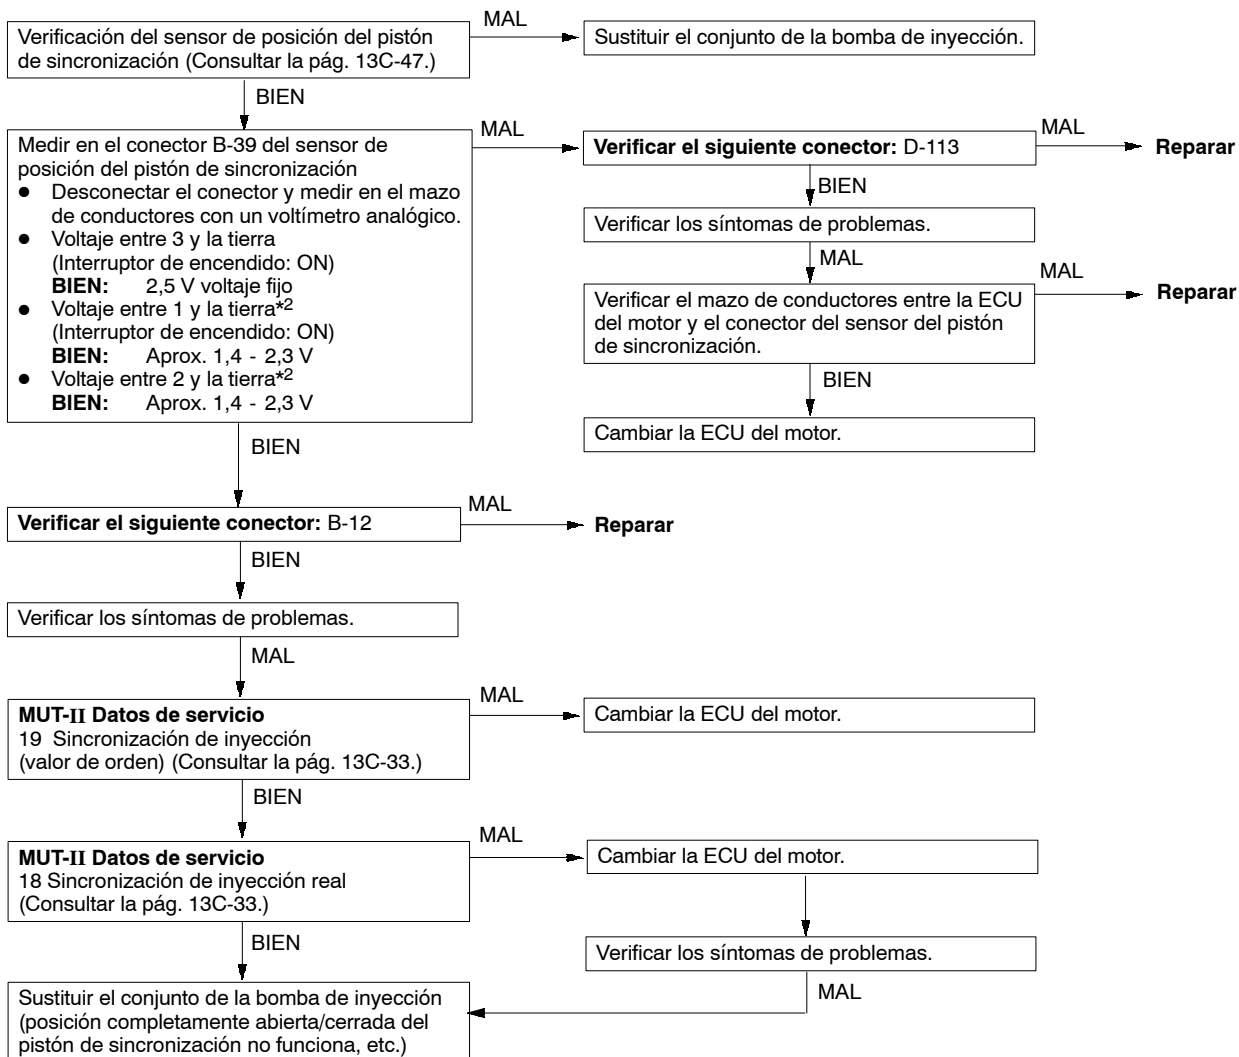 Verificación del sensor de posición del pistón
de sincronización (Consultar la pág. 13C-47.)
MAL
Sustituir el conjunto de la bomba de inyección.
BIEN
Medir en el conector B-39 del sensor de
posición del pistón de sincronización
● Desconectar el conector y medir en el mazo
de conductores con un voltímetro analógico.
● Voltaje entre 3 y la tierra
(Interruptor de encendido: ON)
BIEN: 2,5 V voltaje fijo
● Voltaje entre 1 y la tierra*2
(Interruptor de encendido: ON)
BIEN: Aprox. 1,4 - 2,3 V
● Voltaje entre 2 y la tierra*2
BIEN: Aprox. 1,4 - 2,3 V
MAL
Verificar el siguiente conector: D-113
MAL
Reparar
BIEN
Verificar los síntomas de problemas.
MAL
Verificar el mazo de conductores entre la ECU
del motor y el conector del sensor del pistón
de sincronización.
MAL
Reparar
BIEN
Cambiar la ECU del motor.
BIEN
Verificar el siguiente conector: B-12
MAL
Reparar
BIEN
Verificar los síntomas de problemas.
MAL
MUT-II Datos de servicio
19 Sincronización de inyección
(valor de orden) (Consultar la pág. 13C-33.)
MAL
Cambiar la ECU del motor.
BIEN
MUT-II Datos de servicio
18 Sincronización de inyección real
(Consultar la pág. 13C-33.)
MAL
Cambiar la ECU del motor.
Verificar los síntomas de problemas.
MAL
BIEN
Sustituir el conjunto de la bomba de inyección
(posición completamente abierta/cerrada del
pistón de sincronización no funciona, etc.)